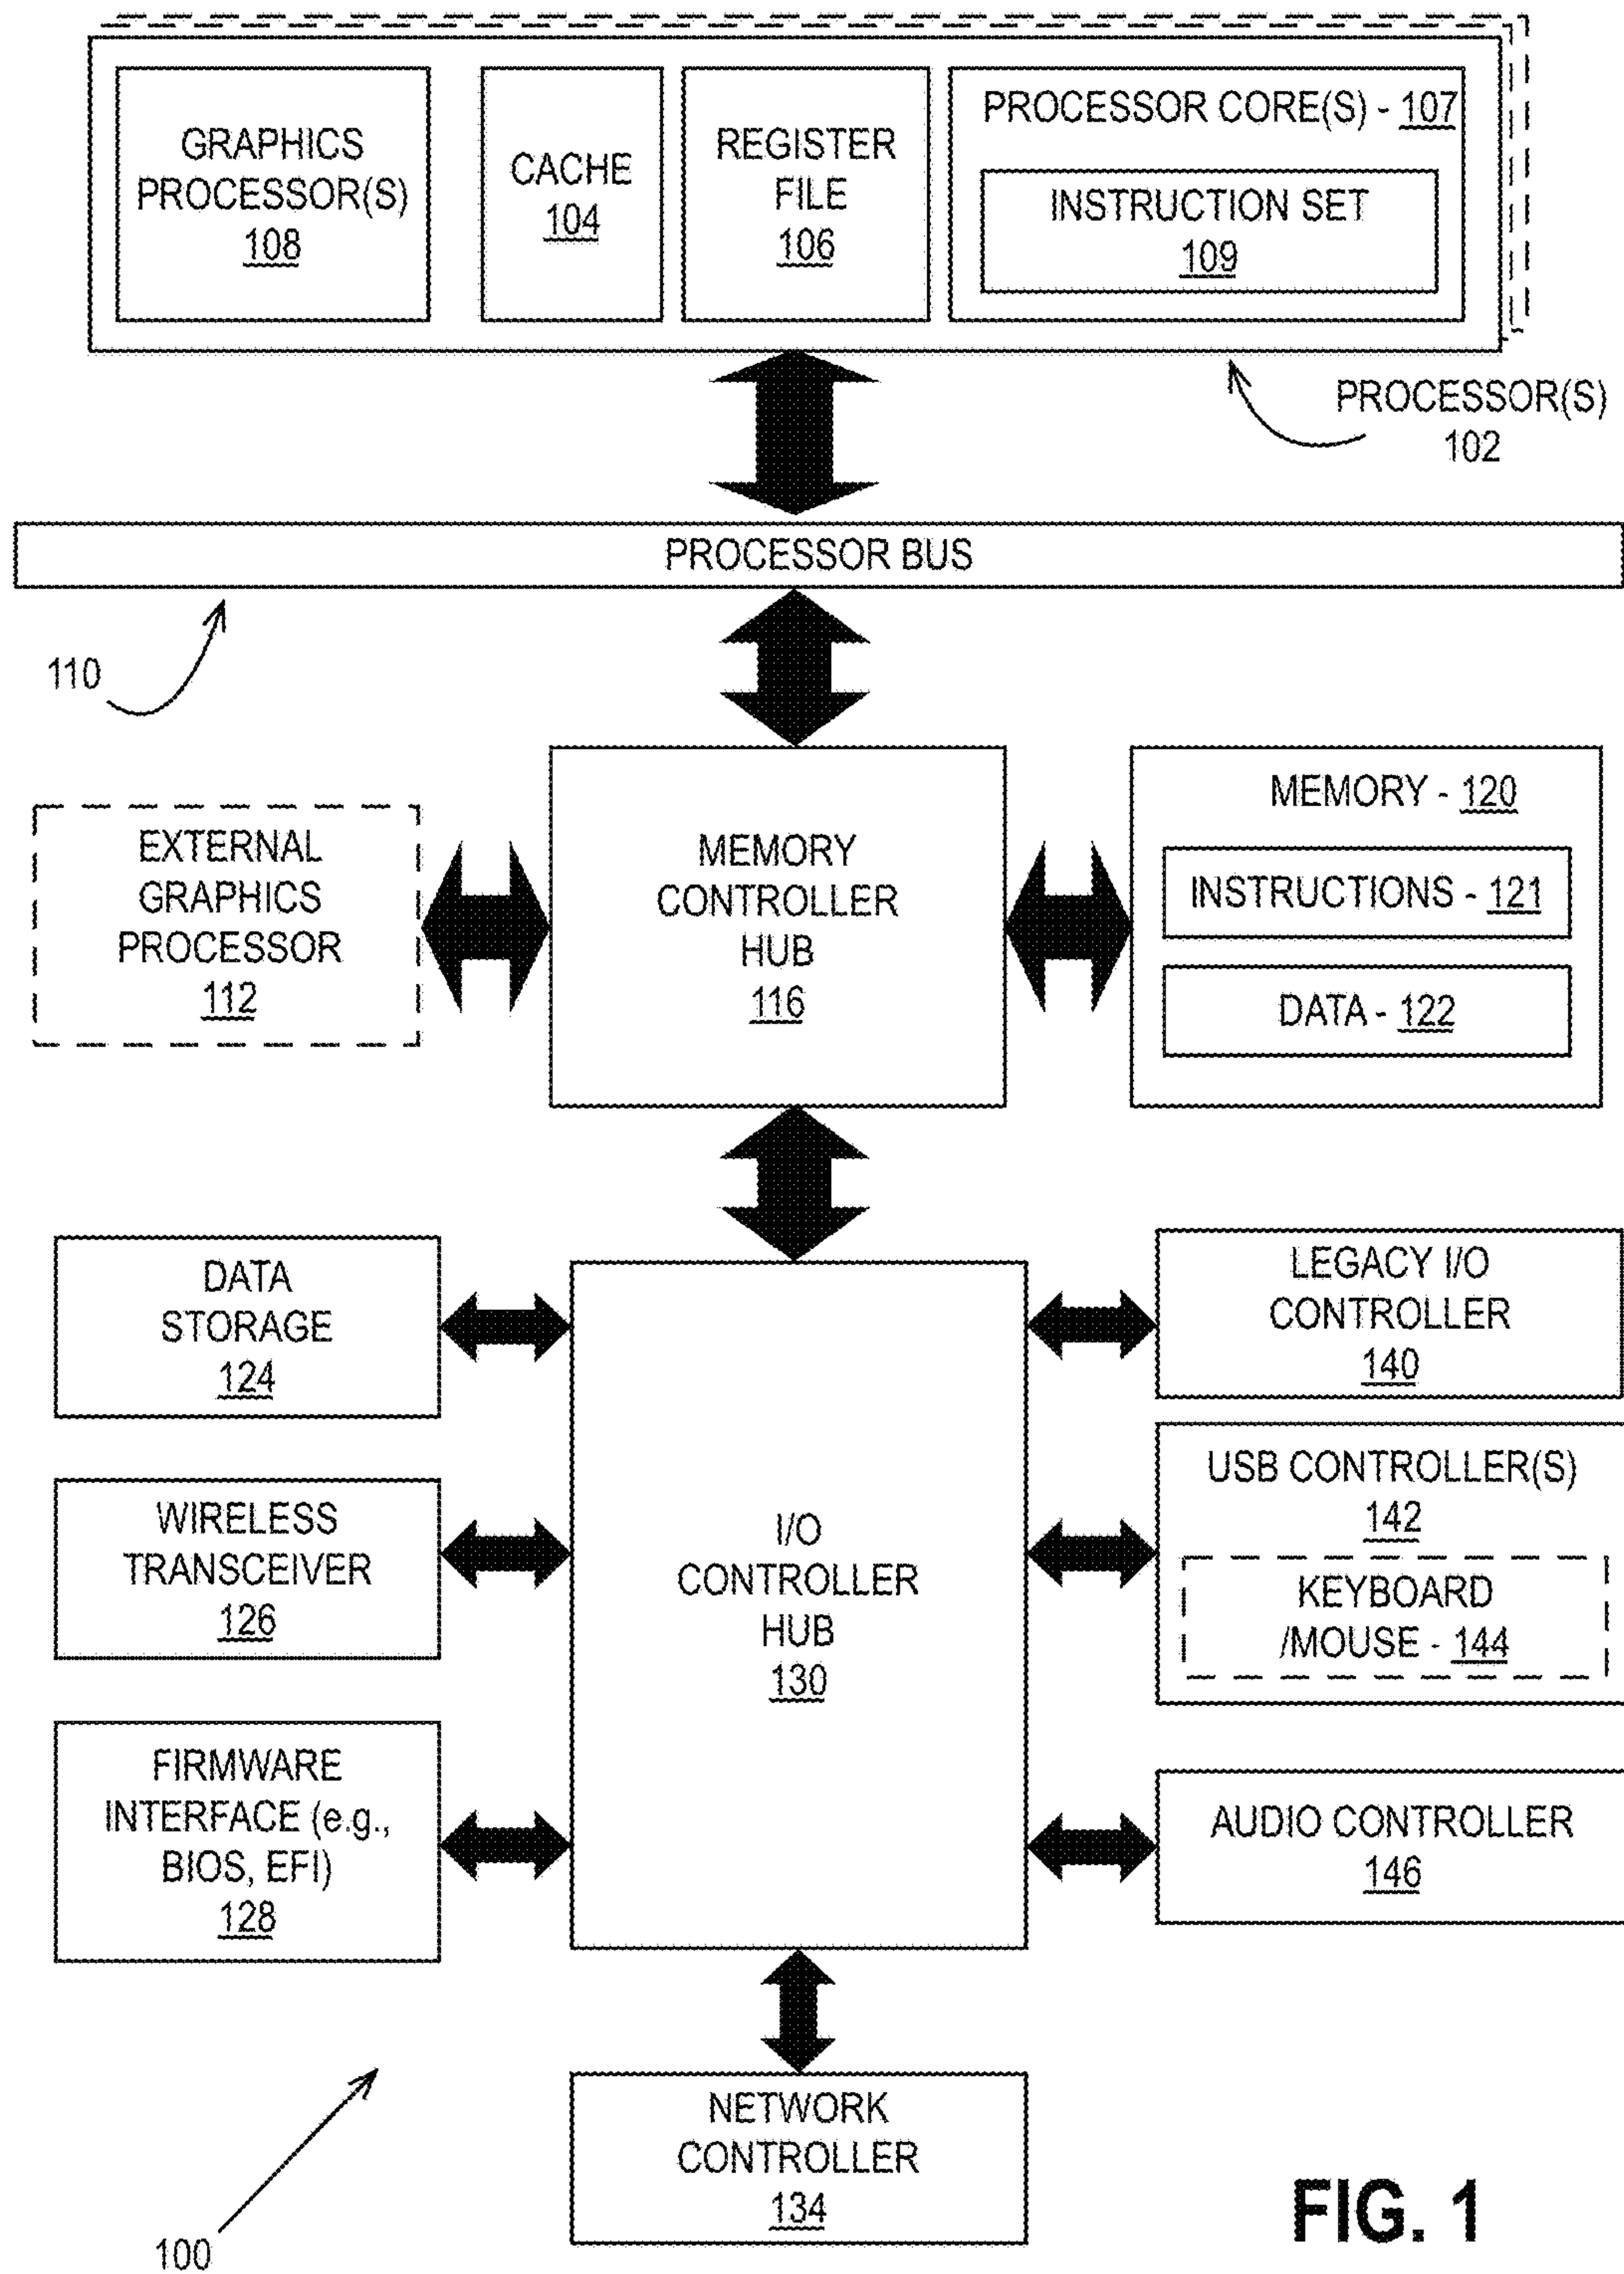 GRAPHICS
PROCESSOR(S)
108
CACHE
104
REGISTER
FILE
106
PROCESSOR CORE(S) - 107
INSTRUCTION SET
109
PROCESSOR(S)
102
PROCESSOR BUS
110
EXTERNAL
GRAPHICS
PROCESSOR
112
MEMORY
CONTROLLER
HUB
116
MEMORY - 120
INSTRUCTIONS - 121
DATA - 122
DATA
STORAGE
124
WIRELESS
TRANSCEIVER
126
FIRMWARE
INTERFACE (e.g.,
BIOS, EFI)
128
I/O
CONTROLLER
HUB
130
LEGACY I/O
CONTROLLER
140
USB CONTROLLER(S)
142
KEYBOARD
/MOUSE - 144
AUDIO CONTROLLER
146
NETWORK
CONTROLLER
134
100
FIG. 1